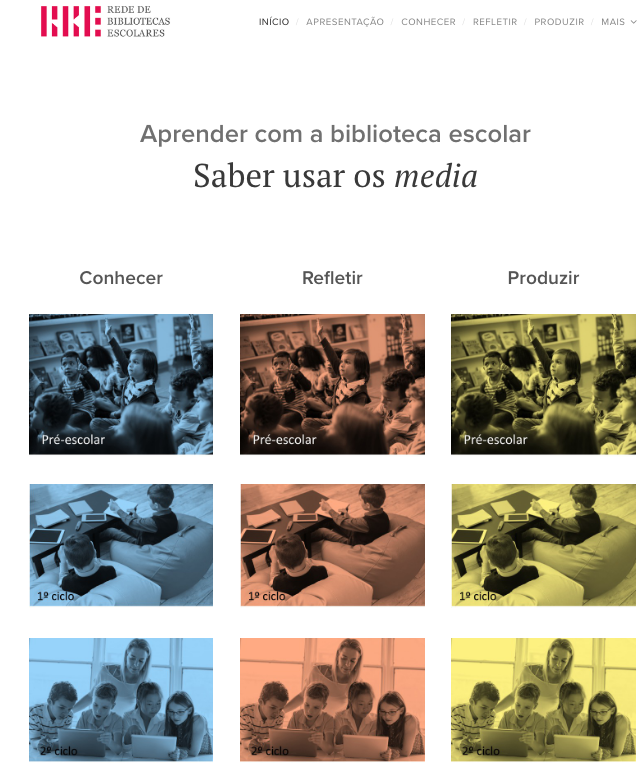 REDE DE
BIBLIOTECAS
ESCOLARES
INÍCIO / APRESENTAÇÃO / CONHECER / REFLETIR / PRODUZIR / MAIS
Aprender com a biblioteca escolar
Saber usar os media
Conhecer Refletir Produzir
Pré-escolar Pré-escolar Pré-escolar
1º ciclo 1º ciclo 1º ciclo
2º ciclo 2º ciclo 2º ciclo